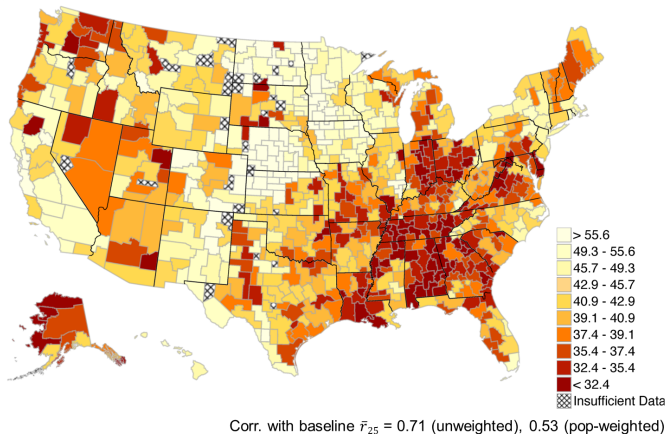 > 55.6
49.3 - 55.6
45.7 - 49.3
42.9 - 45.7
40.9 - 42.9
39.1 - 40.9
37.4 - 39.1
35.4 - 37.4
32.4 - 35.4
< 32.4
Insufficient Data
Corr. with baseline r̄₂₅ = 0.71 (unweighted), 0.53 (pop-weighted)